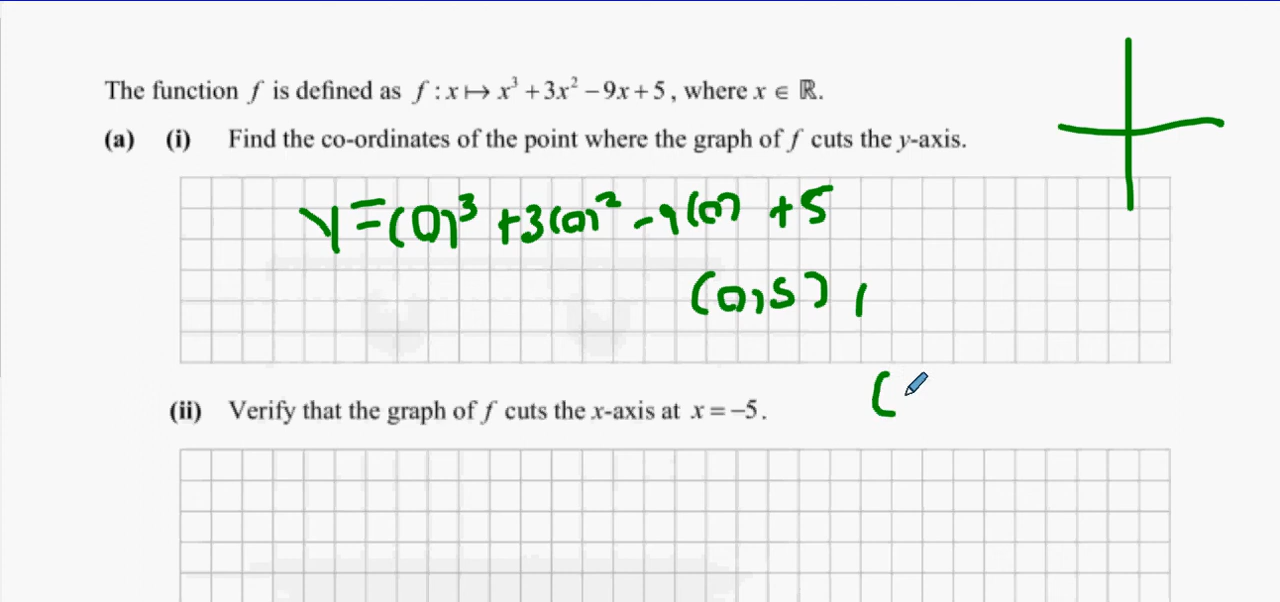 The function f is defined as f : x ↦ x³ + 3x² − 9x + 5, where x ∈ ℝ.
(a) (i) Find the co-ordinates of the point where the graph of f cuts the y-axis.
y = (0)³ + 3(0)² - 9(0) + 5
(0,5)
(ii) Verify that the graph of f cuts the x-axis at x = −5.
(